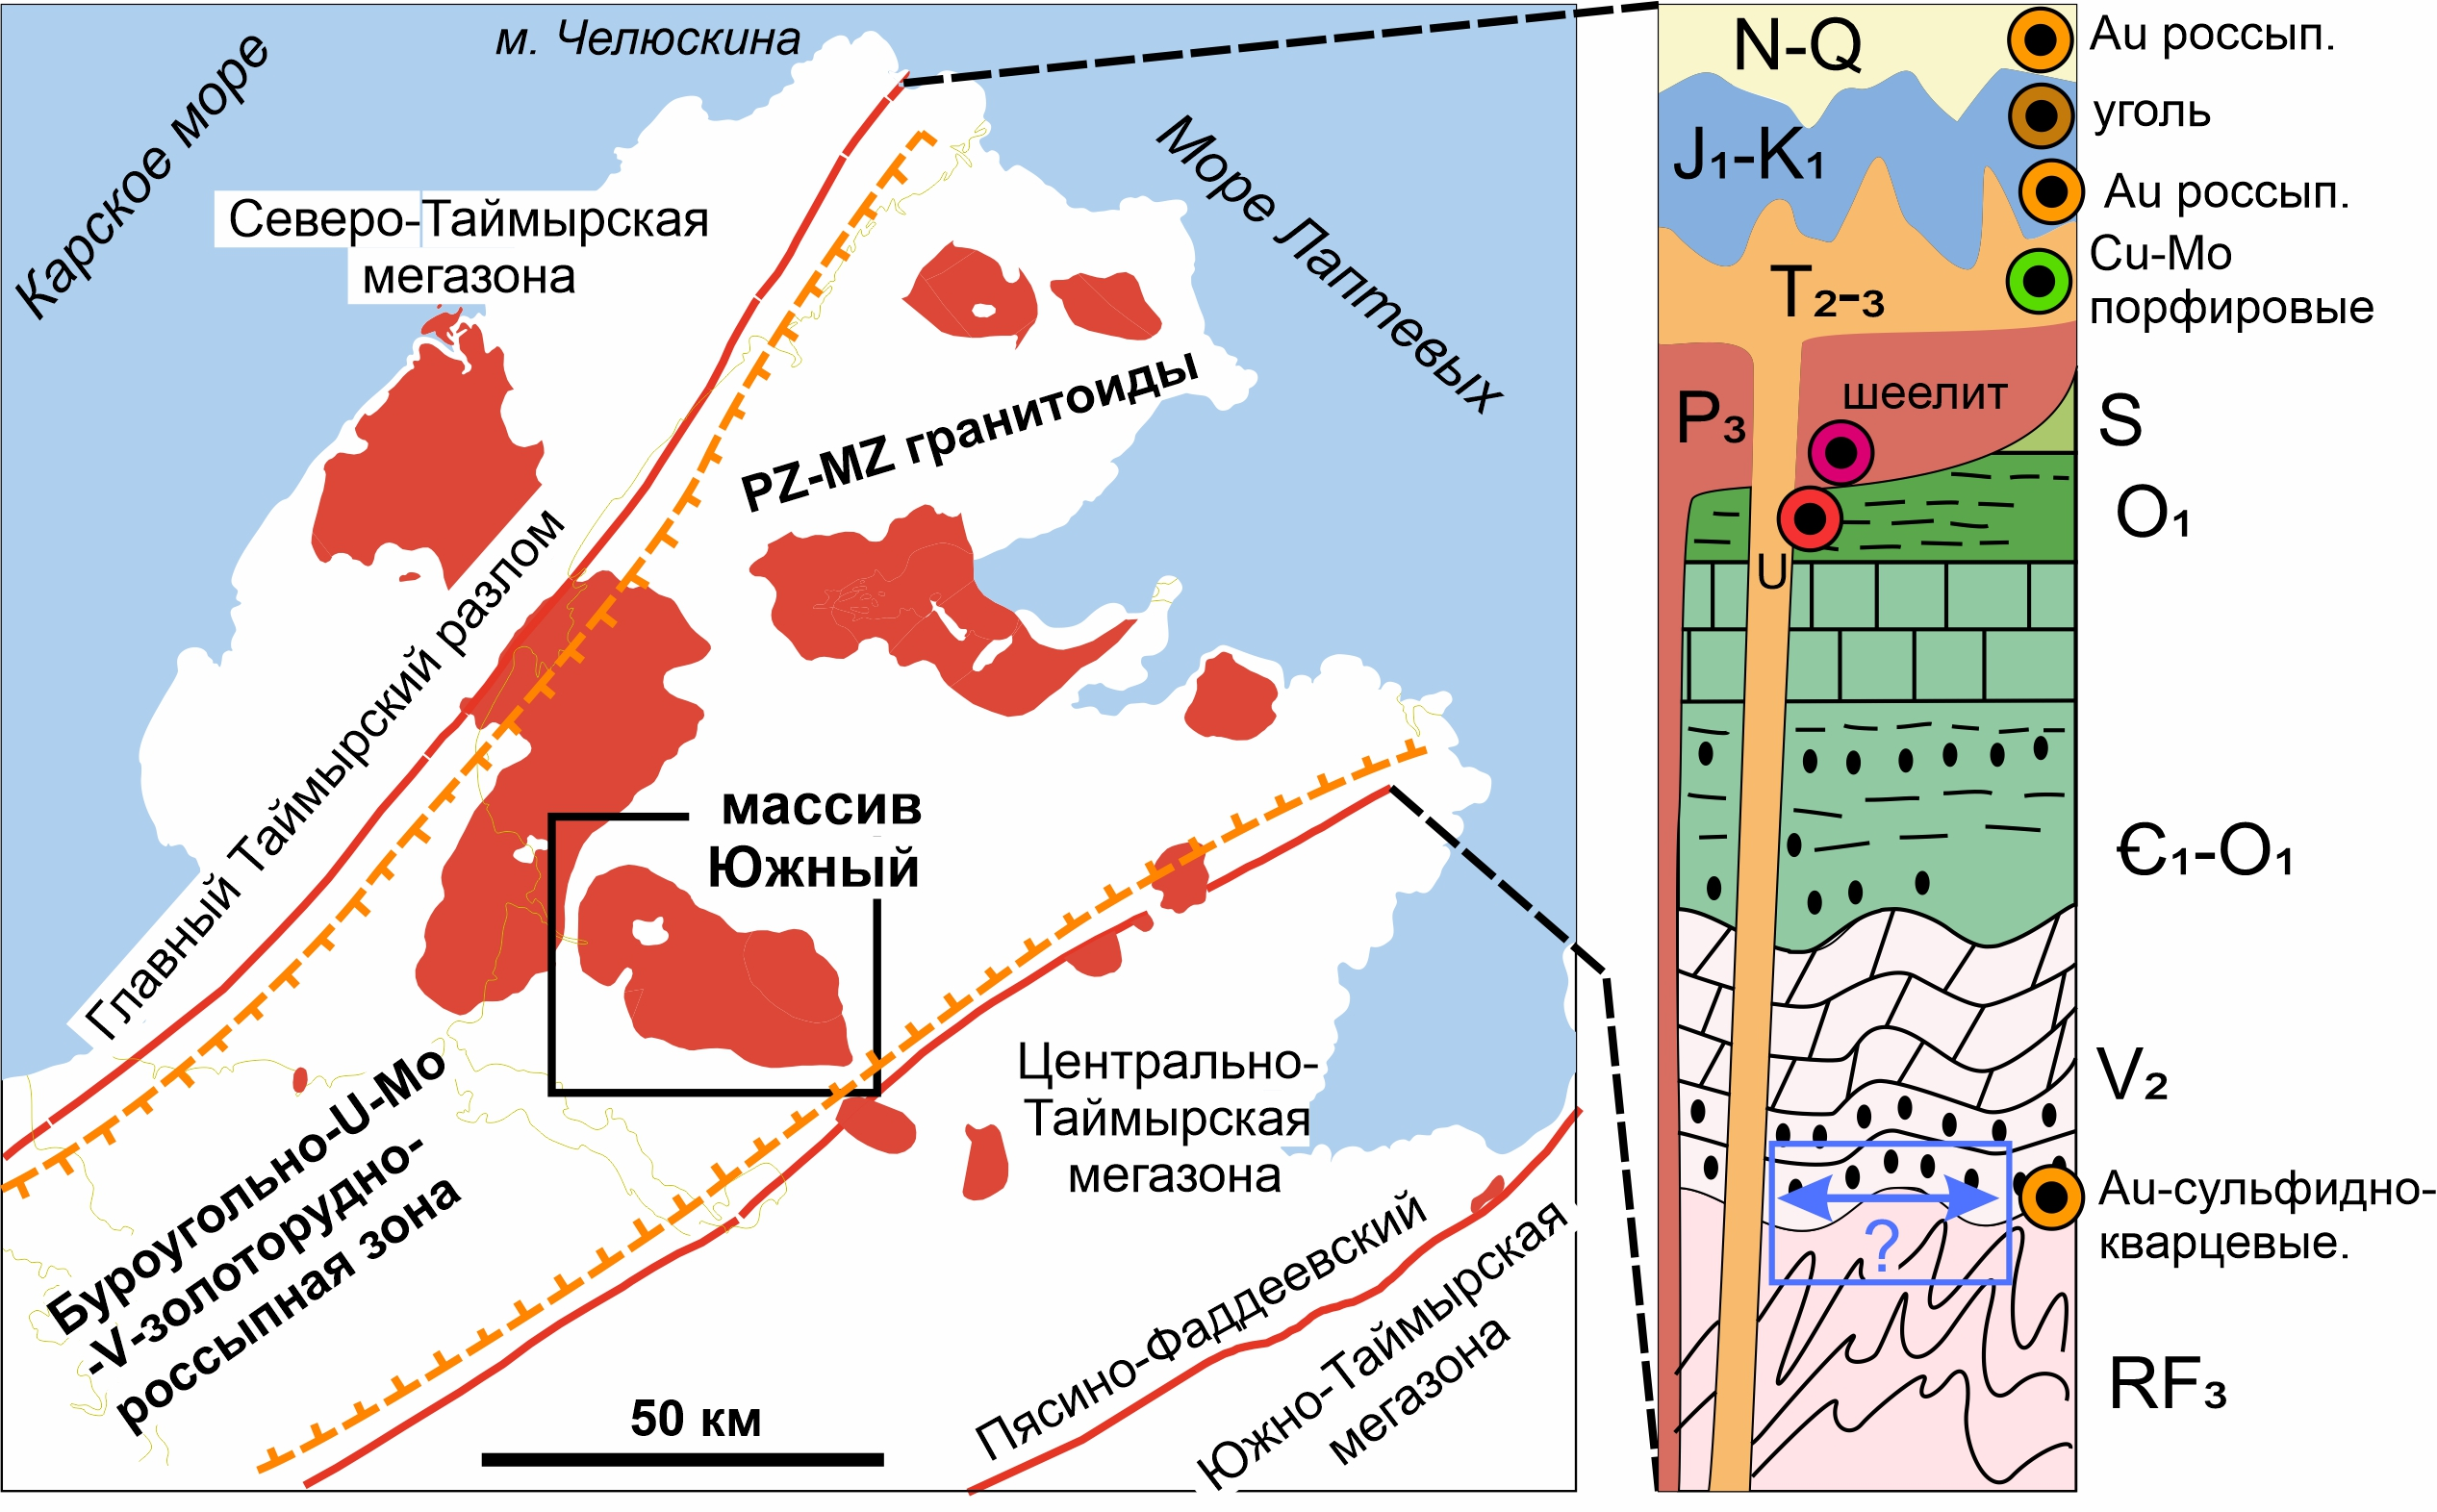 м. Челюскина
Карское море
Море Лаптевых
Северо-Таймырская
мегазона
PZ-MZ гранитоиды
Главный Таймырский разлом
массив
Южный
Центрально-
Таймырская
мегазона
Буроугольно-U-Mo
-V-золоторудно-
россыпная зона
50 км
Пясино-Фаддеевский
Южно-Таймырская
мегазона
N-Q
Au россып.
уголь
J₁-K₁
Au россып.
Cu-Mo
порфировые
T₂-₃
шеелит
P₃
S
O₁
U
Є₁-O₁
V₂
Au-сульфидно-
кварцевые.
?
RF₃